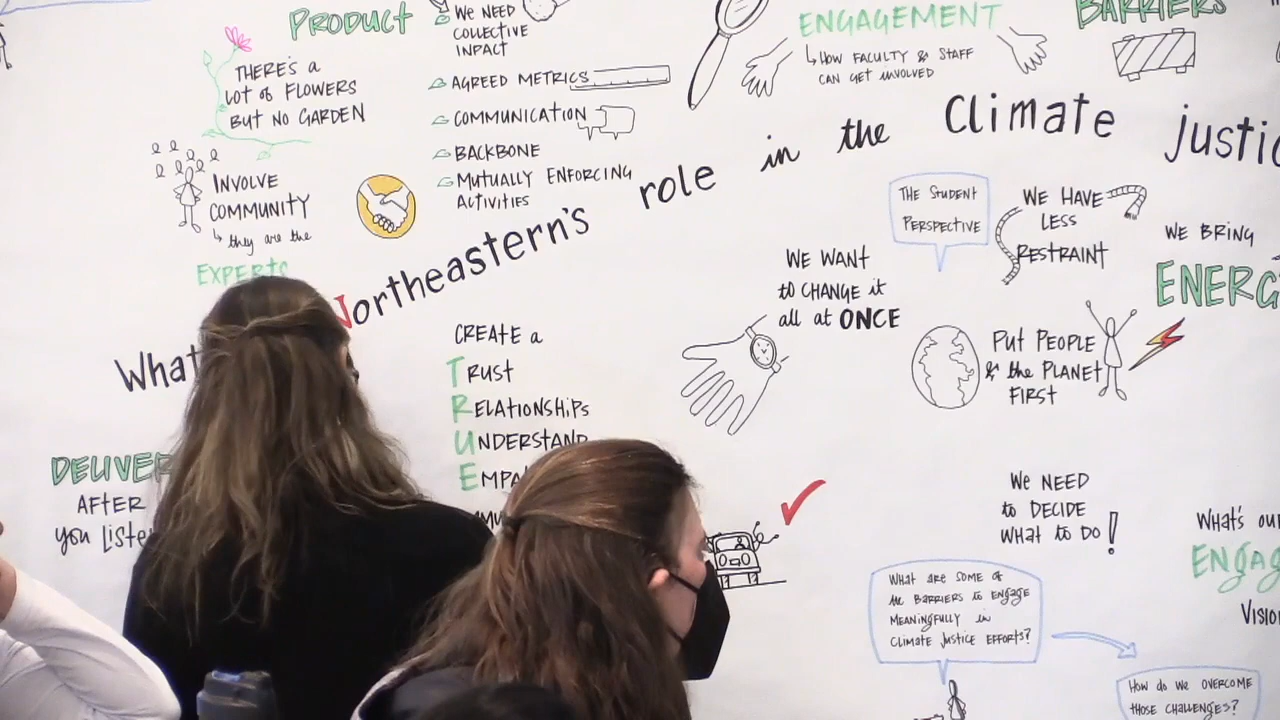 PRODUCT
WE NEED
COLLECTIVE
INPACT
AGREED METRICS
COMMUNICATION
BACKBONE
MUTUALLY ENFORCING
ACTIVITIES
THERE'S A
LOT OF FLOWERS
BUT NO GARDEN
INVOLVE
COMMUNITY
they are the
EXPERTS
ENGAGEMENT
HOW FACULTY & STAFF
CAN GET INVOLVED
BARRIERS
What
Northeastern's role in the Climate justic
THE STUDENT
PERSPECTIVE
WE HAVE
LESS
RESTRAINT
WE BRING
ENERG
WE WANT
to CHANGE it
all at ONCE
PUT PEOPLE
& the PLANET
FIRST
CREATE a
TRUST
RELATIONSHIPS
UNDERSTAND
EMPA
DELIVER
AFTER
you Liste
WE NEED
to DECIDE
WHAT to DO!
WHAT'S OU
ENGAG
VISIO
WHAT ARE SOME OF
the BARRIERS to ENGAGE
MEANINGFULLY in
CLIMATE JUSTICE EFFORTS?
HOW DO WE OVERCOME
THOSE CHALLENGES?